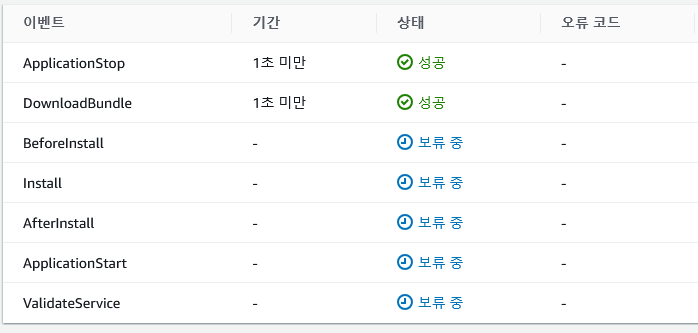 이벤트 기간 상태 오류 코드
ApplicationStop 1초 미만 성공 -
DownloadBundle 1초 미만 성공 -
BeforeInstall - 보류 중 -
Install - 보류 중 -
AfterInstall - 보류 중 -
ApplicationStart - 보류 중 -
ValidateService - 보류 중 -